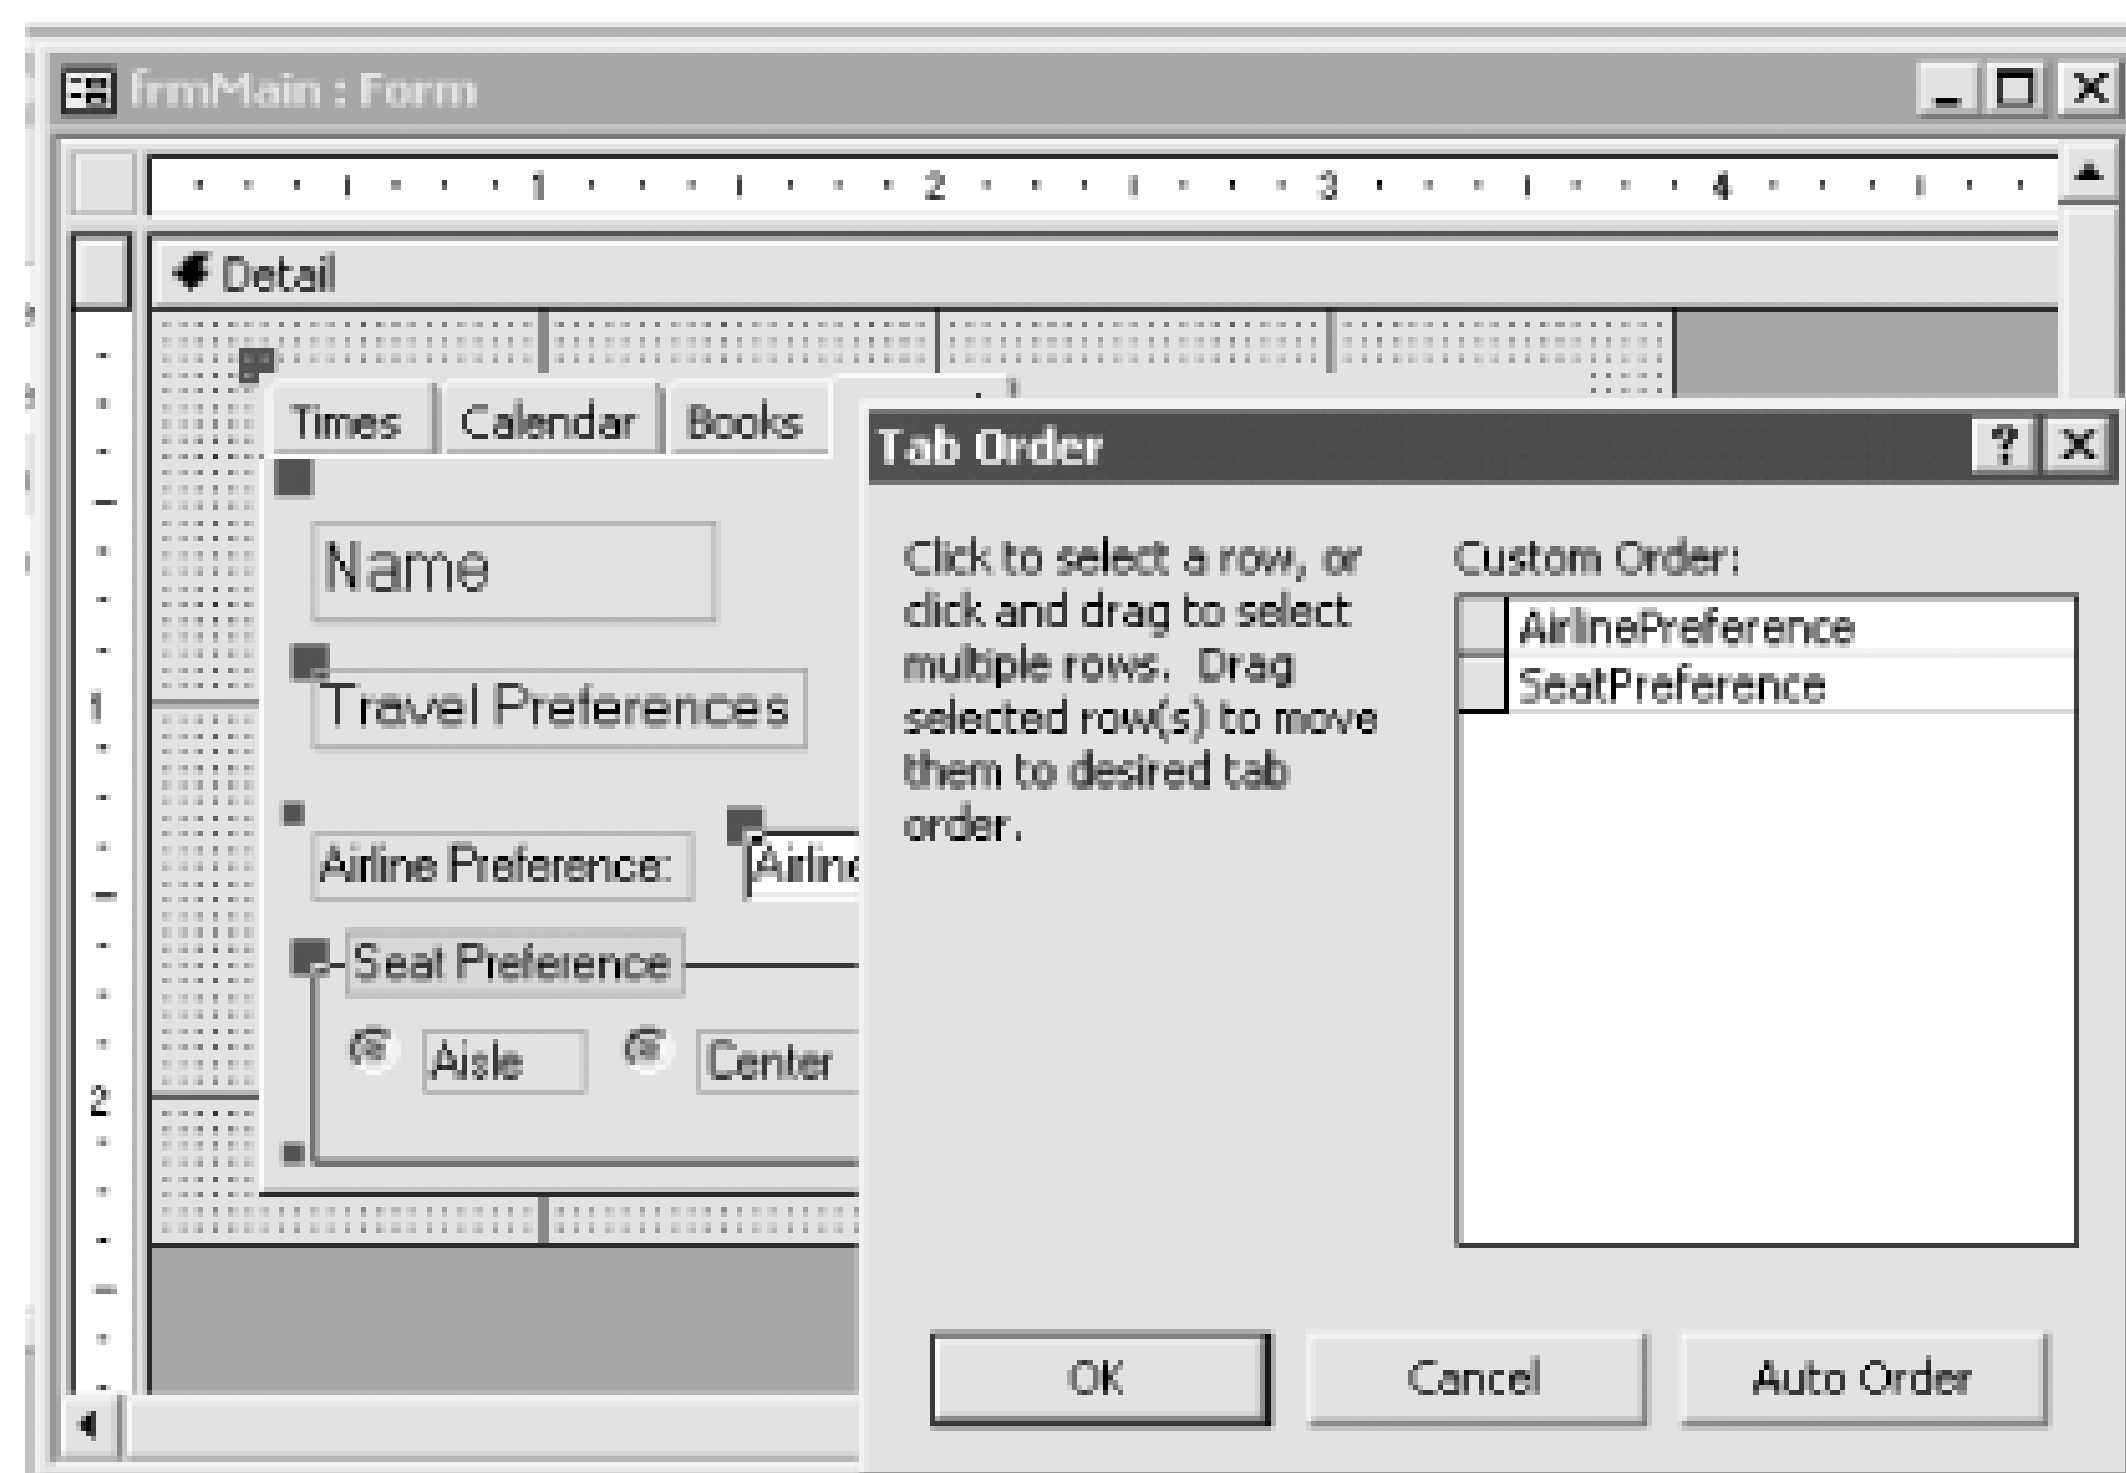 frmMain : Form
1 2 3 4
Detail
Times Calendar Books
Tab Order
Name
Travel Preferences
Airline Preference: Airline
Seat Preference
Aisle Center
1
2
Click to select a row, or
click and drag to select
multiple rows. Drag
selected row(s) to move
them to desired tab
order.
Custom Order:
AirlinePreference
SeatPreference
OK Cancel Auto Order